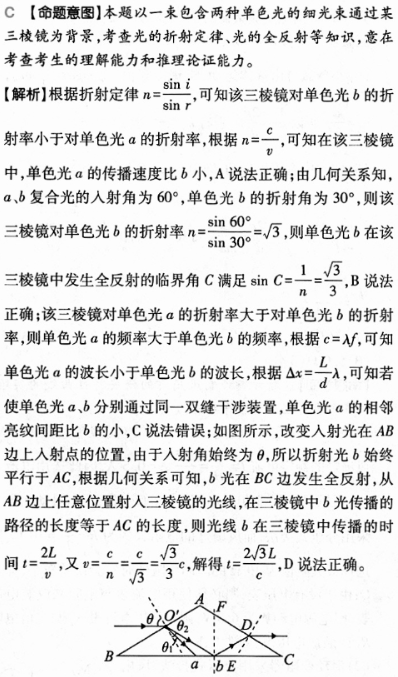 C 【命题意图】本题以一束包含两种单色光的细光束通过某
三棱镜为背景,考查光的折射定律、光的全反射等知识,意在
考查考生的理解能力和推理论证能力。
【解析】根据折射定律 n=sin i/sin r,可知该三棱镜对单色光 b 的折
射率小于对单色光 a 的折射率,根据 n=c/v,可知在该三棱镜
中,单色光 a 的传播速度比 b 小,A 说法正确;由几何关系知,
a、b 复合光的入射角为 60°,单色光 b 的折射角为 30°,则该
三棱镜对单色光 b 的折射率 n=sin 60°/sin 30°=√3,则单色光 b 在该
三棱镜中发生全反射的临界角 C 满足 sin C=1/n=√3/3,B 说法
正确;该三棱镜对单色光 a 的折射率大于对单色光 b 的折射
率,则单色光 a 的频率大于单色光 b 的频率,根据 c=λf,可知
单色光 a 的波长小于单色光 b 的波长,根据 Δx=L/d λ,可知若
使单色光 a、b 分别通过同一双缝干涉装置,单色光 a 的相邻
亮纹间距比 b 的小,C 说法错误;如图所示,改变入射光在 AB
边上入射点的位置,由于入射角始终为 θ,所以折射光 b 始终
平行于 AC,根据几何关系可知,b 光在 BC 边发生全反射,从
AB 边上任意位置射入三棱镜的光线,在三棱镜中 b 光传播的
路径的长度等于 AC 的长度,则光线 b 在三棱镜中传播的时
间 t=2L/v,又 v=c/n=c/√3=√3/3 c,解得 t=2√3L/c,D 说法正确。
A
F
θ O′ θ₂ D
θ₁
B a b E C